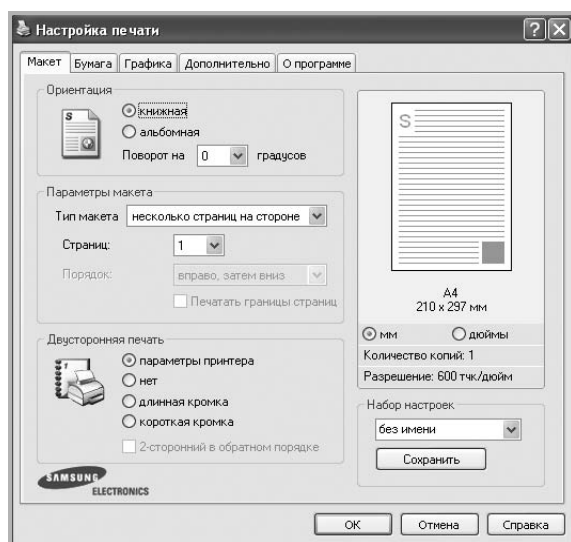 Настройка печати
Макет Бумага Графика Дополнительно О программе
Ориентация
S
книжная
альбомная
Поворот на 0 градусов
Параметры макета
Тип макета несколько страниц на стороне
Страниц: 1
Порядок: вправо, затем вниз
Печатать границы страниц
Двусторонняя печать
параметры принтера
нет
длинная кромка
короткая кромка
2-сторонний в обратном порядке
SAMSUNG
ELECTRONICS
S
A4
210 x 297 мм
мм дюймы
Количество копий: 1
Разрешение: 600 тчк/дюйм
Набор настроек
без имени
Сохранить
OK Отмена Справка